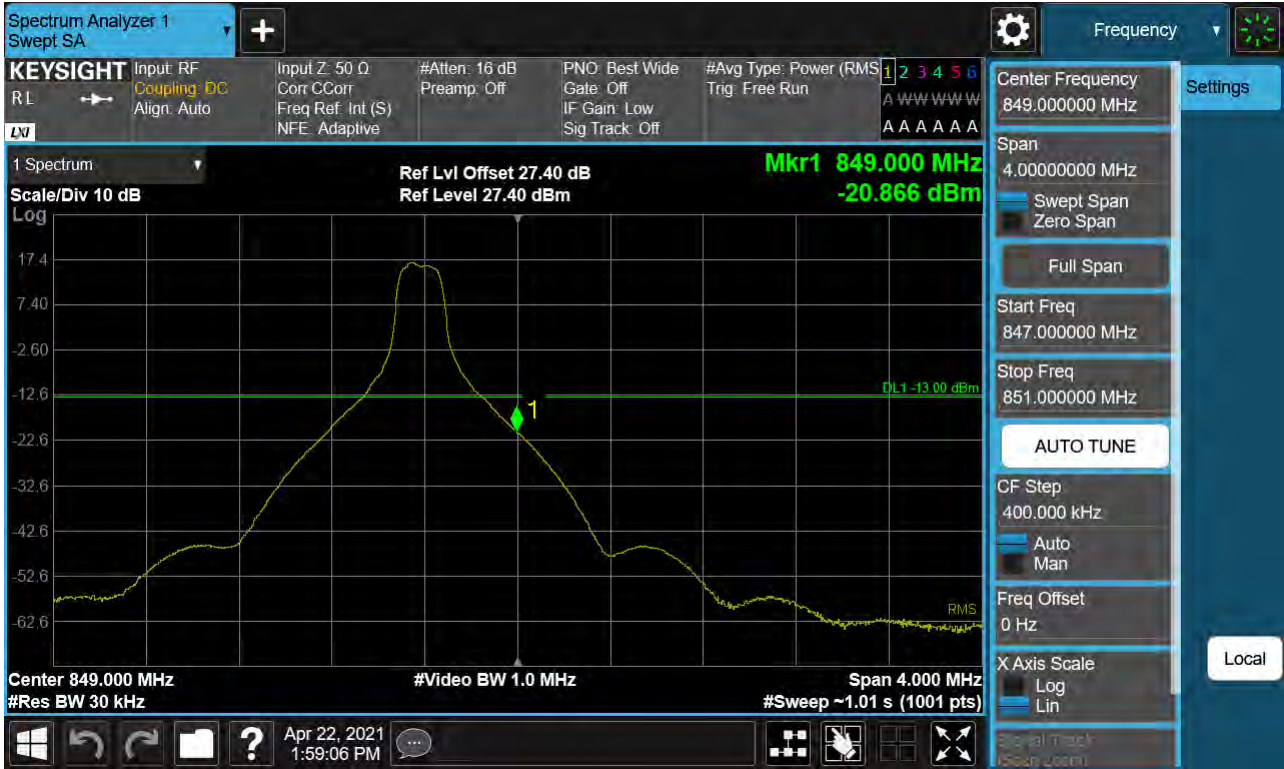 Spectrum Analyzer 1
Swept SA
+
Frequency
KEYSIGHT
R L
LXI
Input: RF
Coupling: DC
Align: Auto
Input Z: 50 Ω
Corr CCorr
Freq Ref: Int (S)
NFE: Adaptive
#Atten: 16 dB
Preamp: Off
PNO: Best Wide
Gate: Off
IF Gain: Low
Sig Track: Off
#Avg Type: Power (RMS
Trig: Free Run
1 2 3 4 5 6
A W W W W W
A A A A A A
1 Spectrum
Scale/Div 10 dB
Log
Ref Lvl Offset 27.40 dB
Ref Level 27.40 dBm
Mkr1 849.000 MHz
-20.866 dBm
17.4
7.40
-2.60
-12.6
-22.6
-32.6
-42.6
-52.6
-62.6
DL1 -13.00 dBm
1
RMS
Center 849.000 MHz
#Res BW 30 kHz
#Video BW 1.0 MHz
Span 4.000 MHz
#Sweep ~1.01 s (1001 pts)
Center Frequency
849.000000 MHz
Span
4.00000000 MHz
Swept Span
Zero Span
Full Span
Start Freq
847.000000 MHz
Stop Freq
851.000000 MHz
AUTO TUNE
CF Step
400.000 kHz
Auto
Man
Freq Offset
0 Hz
X Axis Scale
Log
Lin
Signal Track
(Span Zoom)
Settings
Local
?
Apr 22, 2021
1:59:06 PM